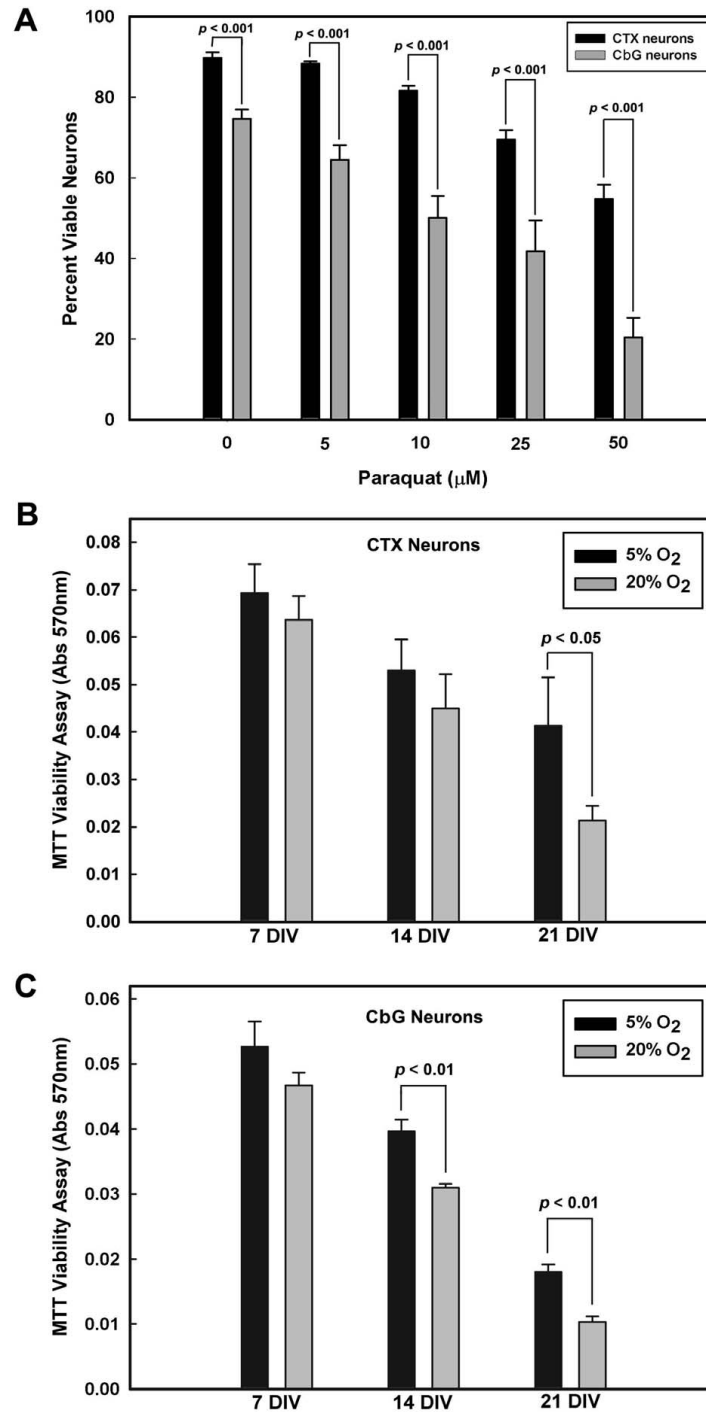 A
CTX neurons
CbG neurons
p < 0.001
p < 0.001
p < 0.001
p < 0.001
p < 0.001
100
80
60
40
20
0
Percent Viable Neurons
0 5 10 25 50
Paraquat (μM)
B
CTX Neurons
5% O₂
20% O₂
p < 0.05
0.08
0.07
0.06
0.05
0.04
0.03
0.02
0.01
0.00
MTT Viability Assay (Abs 570nm)
7 DIV 14 DIV 21 DIV
C
CbG Neurons
5% O₂
20% O₂
p < 0.01
p < 0.01
0.06
0.05
0.04
0.03
0.02
0.01
0.00
MTT Viability Assay (Abs 570nm)
7 DIV 14 DIV 21 DIV